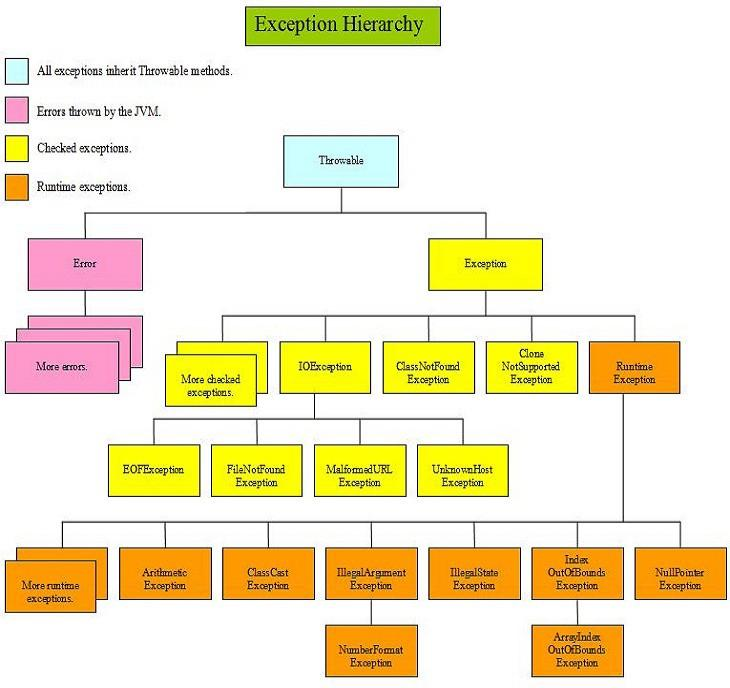 Exception Hierarchy
All exceptions inherit Throwable methods.
Errors thrown by the JVM.
Checked exceptions.
Runtime exceptions.
Throwable
Error
Exception
More errors.
More checked
exceptions.
IOException
ClassNotFound
Exception
Clone
NotSupported
Exception
Runtime
Exception
EOFException
FileNotFound
Exception
MalformedURL
Exception
UnknownHost
Exception
More runtime
exceptions.
Arithmetic
Exception
ClassCast
Exception
IllegalArgument
Exception
IllegalState
Exception
Index
OutOfBounds
Exception
NullPointer
Exception
NumberFormat
Exception
ArrayIndex
OutOfBounds
Exception